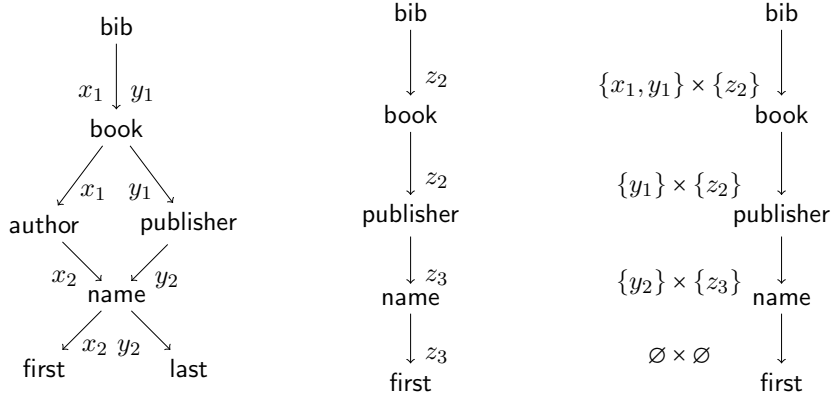 bib
x₁ y₁
book
x₁ y₁
author publisher
x₂ y₂
name
x₂ y₂
first last
bib
z₂
book
z₂
publisher
z₃
name
z₃
first
bib
{x₁, y₁} × {z₂}
book
{y₁} × {z₂}
publisher
{y₂} × {z₃}
name
∅ × ∅
first